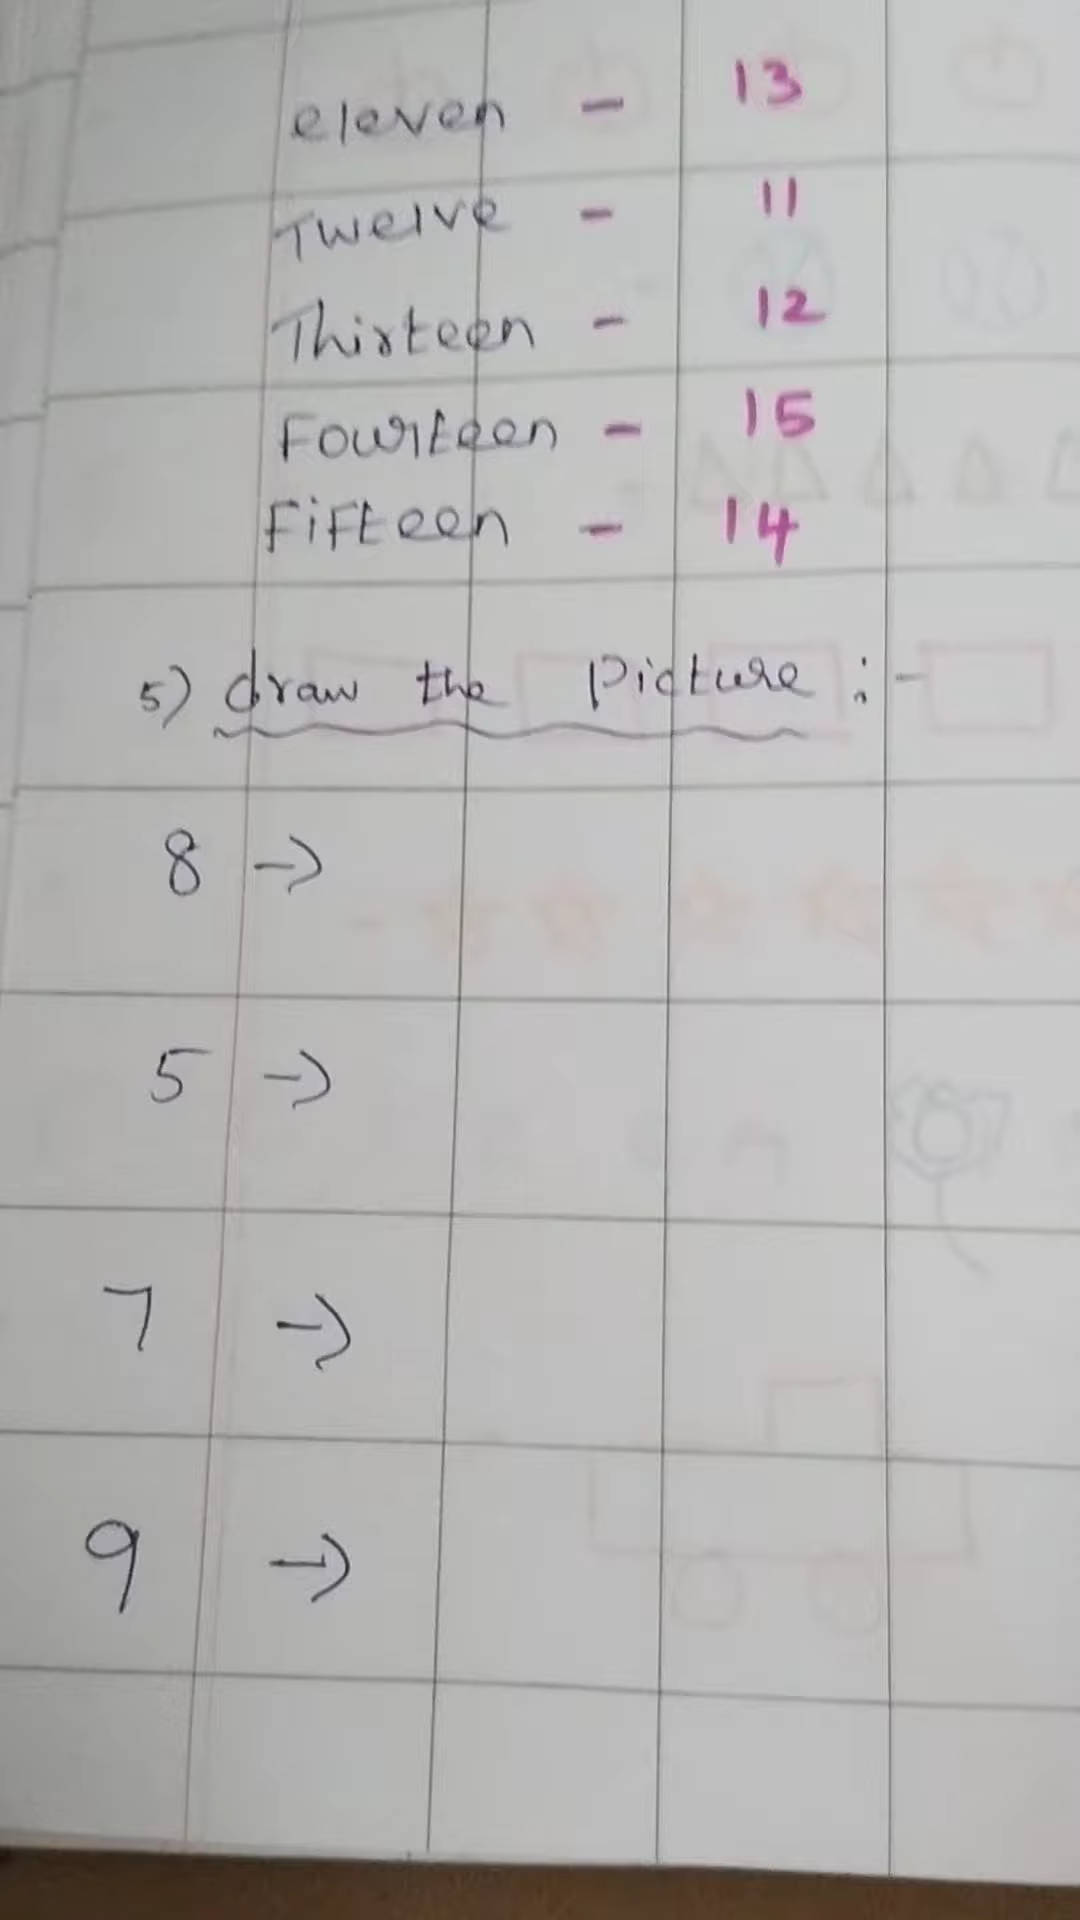 eleven - 13
Twelve - 11
Thirteen - 12
Fourteen - 15
Fifteen - 14
5) draw the Picture :-
8 →
5 →
7 →
9 →